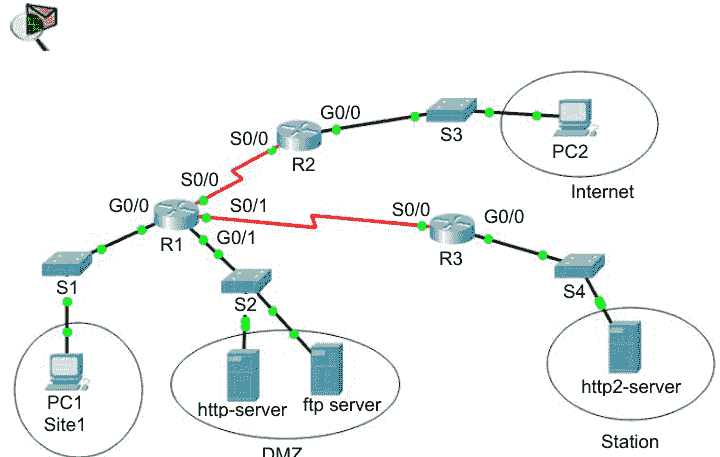 G0/0
S3
PC2
Internet
S0/0
R2
S0/0
G0/0
S0/1
R1
G0/1
S0/0
G0/0
R3
S1
S2
S4
PC1
Site1
http-server
ftp server
DMZ
http2-server
Station